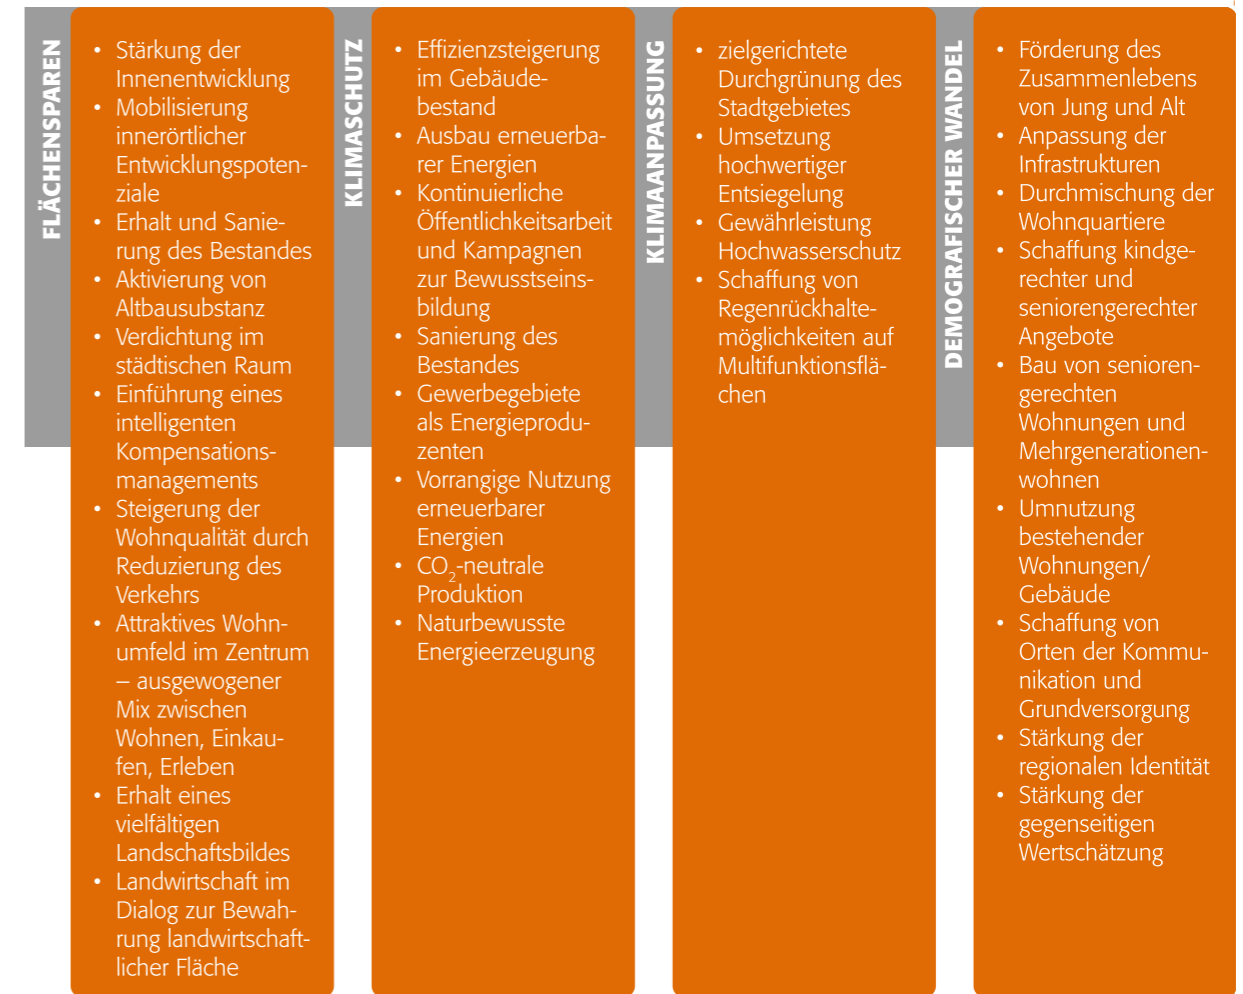 FLÄCHENSPAREN
• Stärkung der
Innenentwicklung
• Mobilisierung
innerörtlicher
Entwicklungspoten-
ziale
• Erhalt und Sanie-
rung des Bestandes
• Aktivierung von
Altbausubstanz
• Verdichtung im
städtischen Raum
• Einführung eines
intelligenten
Kompensations-
managements
• Steigerung der
Wohnqualität durch
Reduzierung des
Verkehrs
• Attraktives Wohn-
umfeld im Zentrum
– ausgewogener
Mix zwischen
Wohnen, Einkau-
fen, Erleben
• Erhalt eines
vielfältigen
Landschaftsbildes
• Landwirtschaft im
Dialog zur Bewah-
rung landwirtschaft-
licher Fläche
KLIMASCHUTZ
• Effizienzsteigerung
im Gebäude-
bestand
• Ausbau erneuerba-
rer Energien
• Kontinuierliche
Öffentlichkeitsarbeit
und Kampagnen
zur Bewusstseins-
bildung
• Sanierung des
Bestandes
• Gewerbegebiete
als Energieprodu-
zenten
• Vorrangige Nutzung
erneuerbarer
Energien
• CO₂-neutrale
Produktion
• Naturbewusste
Energieerzeugung
KLIMAANPASSUNG
• zielgerichtete
Durchgrünung des
Stadtgebietes
• Umsetzung
hochwertiger
Entsiegelung
• Gewährleistung
Hochwasserschutz
• Schaffung von
Regenrückhalte-
möglichkeiten auf
Multifunktionsflä-
chen
DEMOGRAFISCHER WANDEL
• Förderung des
Zusammenlebens
von Jung und Alt
• Anpassung der
Infrastrukturen
• Durchmischung der
Wohnquartiere
• Schaffung kindge-
rechter und
seniorengerechter
Angebote
• Bau von senioren-
gerechten
Wohnungen und
Mehrgenerationen-
wohnen
• Umnutzung
bestehender
Wohnungen/
Gebäude
• Schaffung von
Orten der Kommu-
nikation und
Grundversorgung
• Stärkung der
regionalen Identität
• Stärkung der
gegenseitigen
Wertschätzung